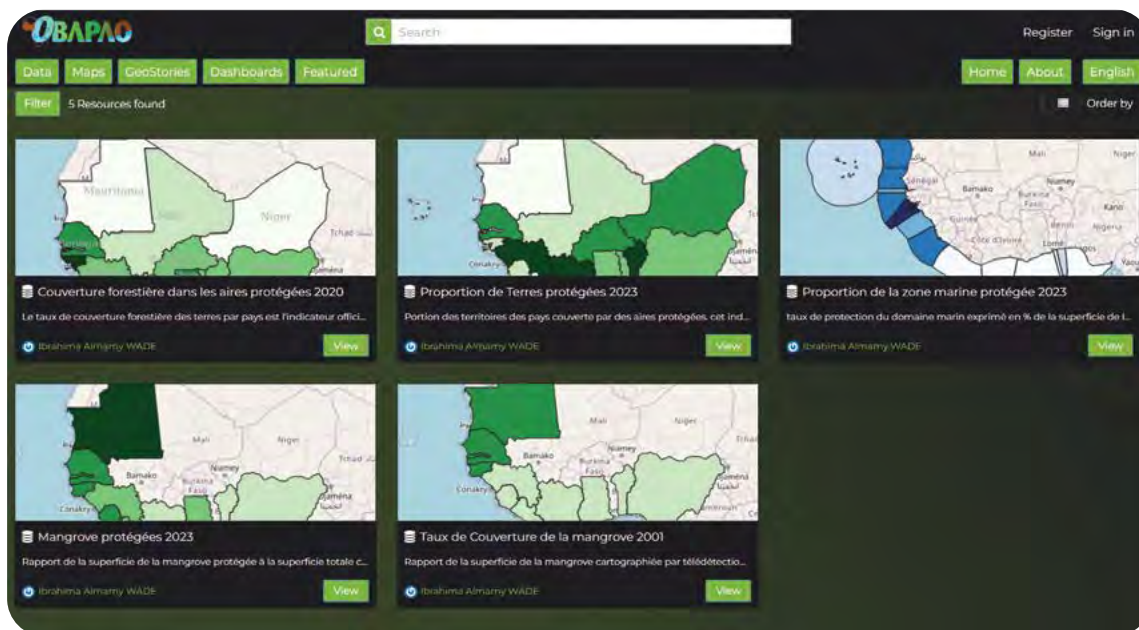 OBAPAO
Search
Register Sign in
Data Maps GeoStories Dashboards Featured
Home About English
Filter 5 Resources found
Order by
Mauritania
Mali
Niger
Tchad
Senegal
Conakry
Mali
Niger
Sénégal
Bamako
Niamey
Burkina
Faso
Kano
Guinée
Bénin
Nigeria
Côte d'Ivoire
Lomé
Lagos
Couverture forestière dans les aires protégées 2020
Le taux de couverture forestière des terres par pays est l'indicateur offici...
Ibrahima Almamy WADE
View
Proportion de Terres protégées 2023
Portion des territoires des pays couverte par des aires protégées. cet ind...
Ibrahima Almamy WADE
View
Proportion de la zone marine protégée 2023
taux de protection du domaine marin exprimé en % de la superficie de l...
Ibrahima Almamy WADE
View
Mali
Niger
Tchad
Bamako
Niamey
Burkina
Faso
Conakry
Mali
Niger
Bamako
Niamey
Burkina
Faso
Conakry
Mangrove protégées 2023
Rapport de la superficie de la mangrove protégée à la superficie totale c...
Ibrahima Almamy WADE
View
Taux de Couverture de la mangrove 2001
Rapport de la superficie de la mangrove cartographiée par télédétectio...
Ibrahima Almamy WADE
View